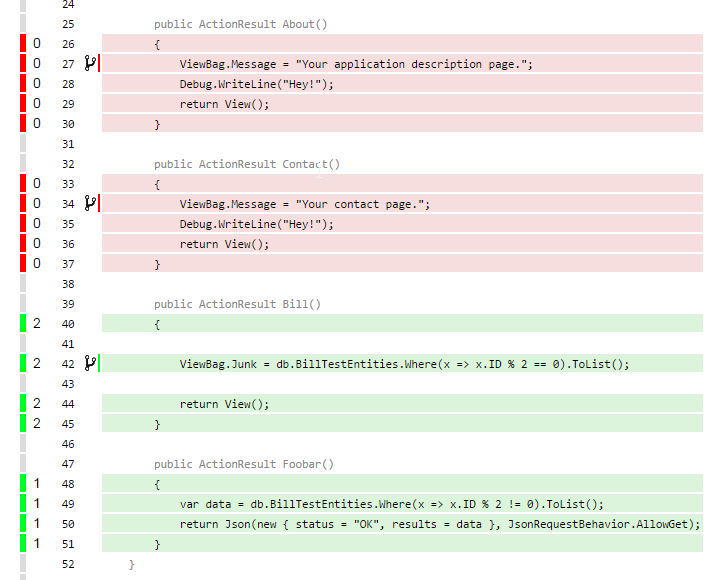 24
25 public ActionResult About()
0 26 {
0 27 ViewBag.Message = "Your application description page.";
0 28 Debug.WriteLine("Hey!");
0 29 return View();
0 30 }
31
32 public ActionResult Contact()
0 33 {
0 34 ViewBag.Message = "Your contact page.";
0 35 Debug.WriteLine("Hey!");
0 36 return View();
0 37 }
38
39 public ActionResult Bill()
2 40 {
41
2 42 ViewBag.Junk = db.BillTestEntities.Where(x => x.ID % 2 == 0).ToList();
43
2 44 return View();
2 45 }
46
47 public ActionResult Foobar()
1 48 {
1 49 var data = db.BillTestEntities.Where(x => x.ID % 2 != 0).ToList();
1 50 return Json(new { status = "OK", results = data }, JsonRequestBehavior.AllowGet);
1 51 }
52 }